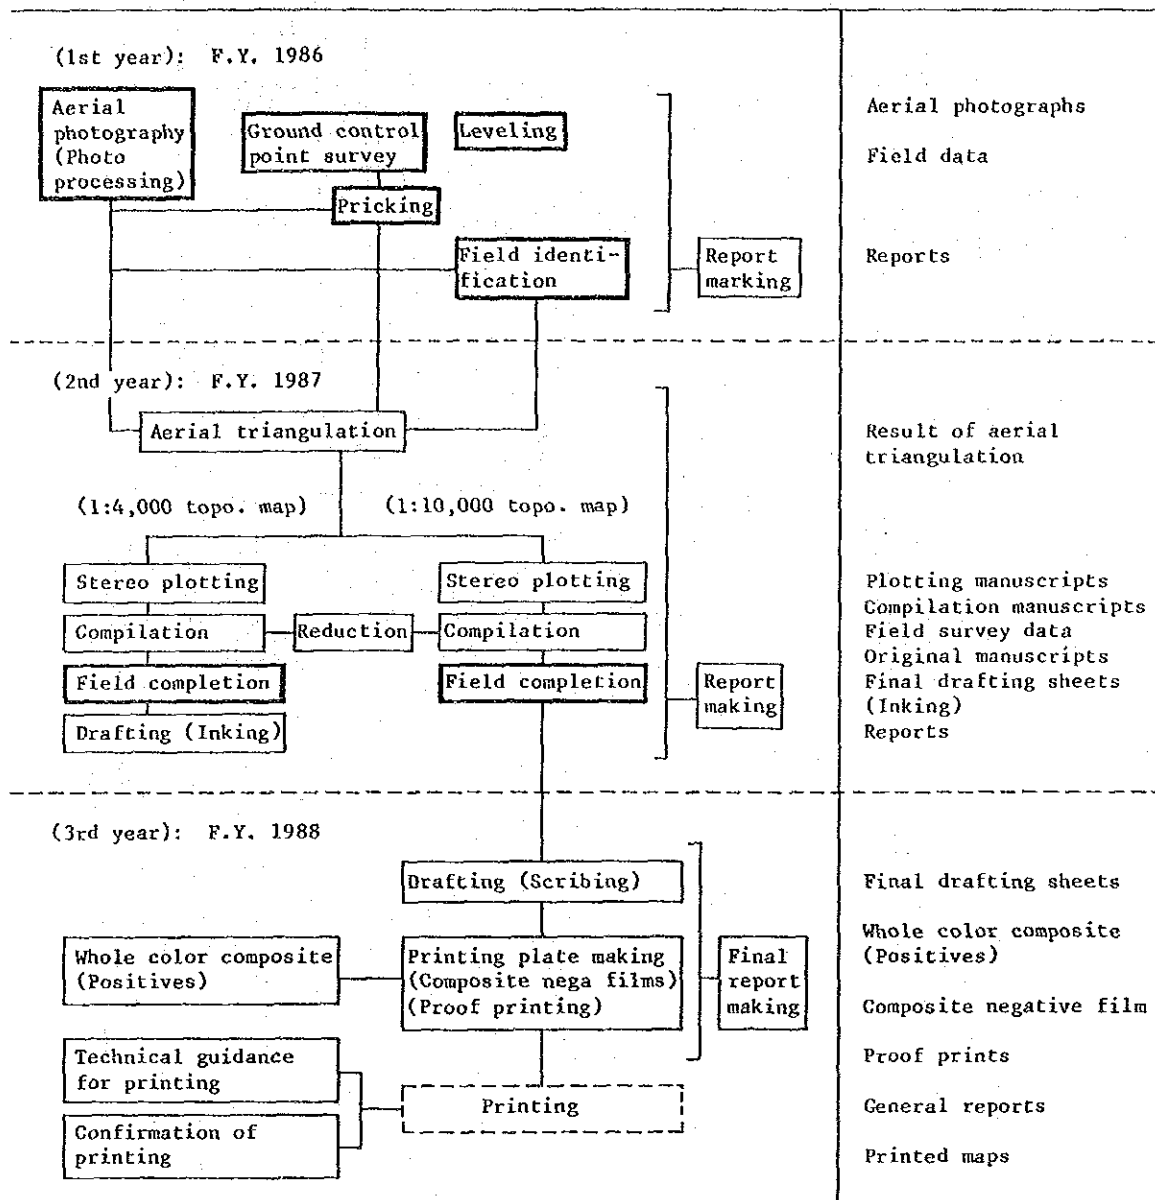 (1st year): F.Y. 1986
Aerial
photography
(Photo
processing)
Ground control
point survey
Leveling
Pricking
Field identi-
fication
Report
marking
Aerial photographs
Field data
Reports
(2nd year): F.Y. 1987
Aerial triangulation
(1:4,000 topo. map)
(1:10,000 topo. map)
Stereo plotting
Stereo plotting
Compilation
Reduction
Compilation
Field completion
Field completion
Drafting (Inking)
Report
making
Result of aerial
triangulation
Plotting manuscripts
Compilation manuscripts
Field survey data
Original manuscripts
Final drafting sheets
(Inking)
Reports
(3rd year): F.Y. 1988
Drafting (Scribing)
Whole color composite
(Positives)
Printing plate making
(Composite nega films)
(Proof printing)
Final
report
making
Technical guidance
for printing
Printing
Confirmation of
printing
Final drafting sheets
Whole color composite
(Positives)
Composite negative film
Proof prints
General reports
Printed maps